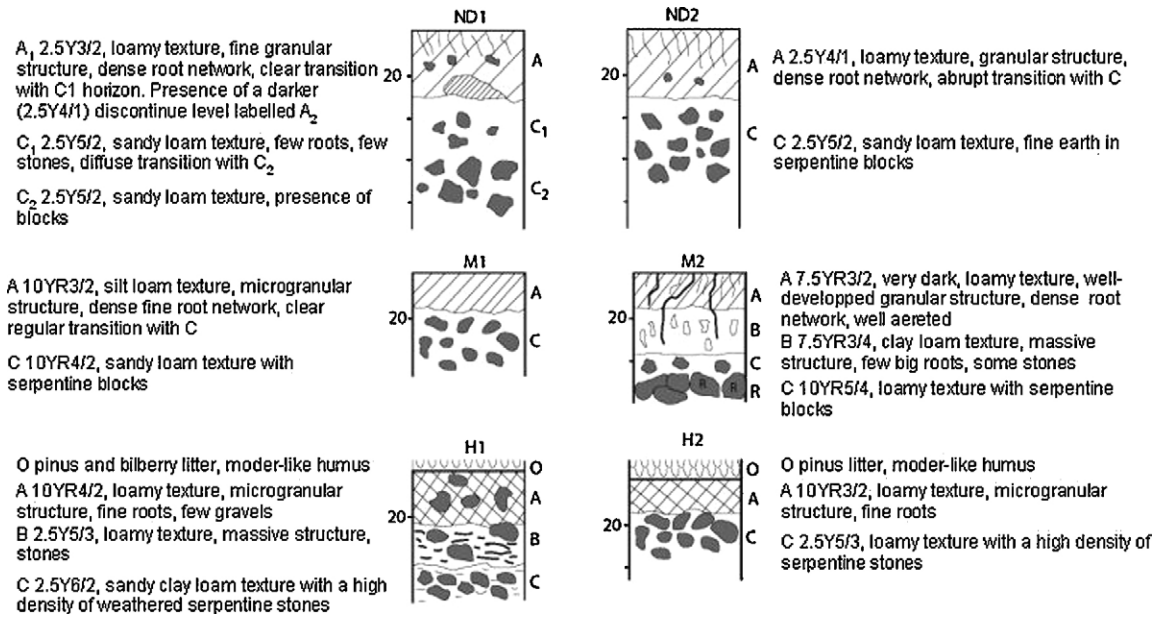 ND1
A₁ 2.5Y3/2, loamy texture, fine granular
structure, dense root network, clear transition
with C1 horizon. Presence of a darker
(2.5Y4/1) discontinue level labelled A₂
C₁ 2.5Y5/2, sandy loam texture, few roots, few
stones, diffuse transition with C₂
C₂ 2.5Y5/2, sandy loam texture, presence of
blocks
20
A
C₁
C₂
ND2
20
A
C
A 2.5Y4/1, loamy texture, granular structure,
dense root network, abrupt transition with C
C 2.5Y5/2, sandy loam texture, fine earth in
serpentine blocks
M1
A 10YR3/2, silt loam texture, microgranular
structure, dense fine root network, clear
regular transition with C
C 10YR4/2, sandy loam texture with
serpentine blocks
20
A
C
M2
20
A
B
C
R
R
R
A 7.5YR3/2, very dark, loamy texture, well-
developped granular structure, dense root
network, well aereted
B 7.5YR3/4, clay loam texture, massive
structure, few big roots, some stones
C 10YR5/4, loamy texture with serpentine
blocks
H1
O pinus and bilberry litter, moder-like humus
A 10YR4/2, loamy texture, microgranular
structure, fine roots, few gravels
B 2.5Y5/3, loamy texture, massive structure,
stones
C 2.5Y6/2, sandy clay loam texture with a high
density of weathered serpentine stones
20
O
A
B
C
H2
20
O
A
C
O pinus litter, moder-like humus
A 10YR3/2, loamy texture, microgranular
structure, fine roots
C 2.5Y5/3, loamy texture with a high density of
serpentine stones